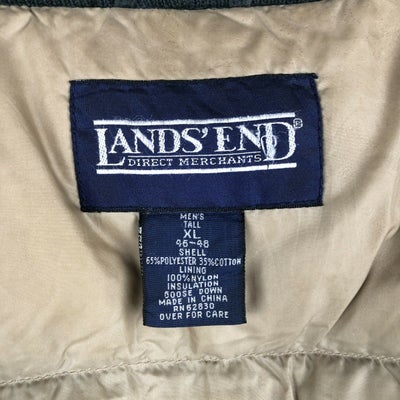 LANDS' END®
DIRECT MERCHANTS
MEN'S
TALL
XL
46-48
SHELL
65%POLYESTER 35%COTTON
LINING
100%NYLON
INSULATION
GOOSE DOWN
MADE IN CHINA
RN62830
OVER FOR CARE